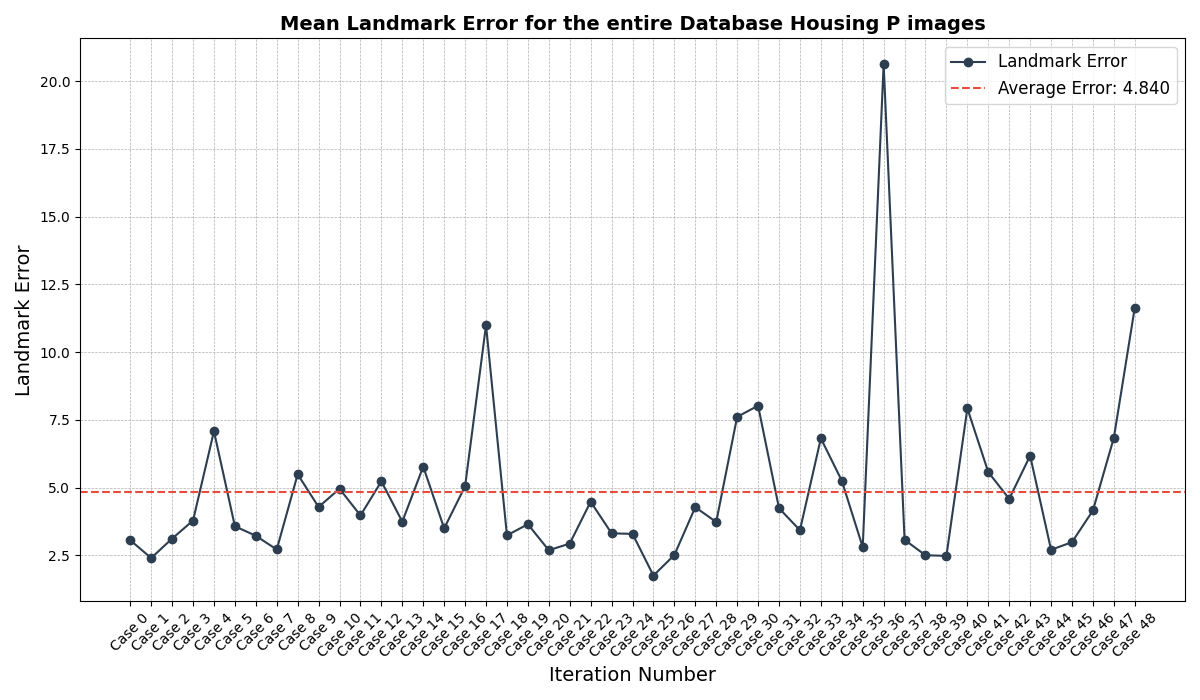 Mean Landmark Error for the entire Database Housing P images
Landmark Error
Average Error: 4.840
Landmark Error
20.0
17.5
15.0
12.5
10.0
7.5
5.0
2.5
Case 0
Case 1
Case 2
Case 3
Case 4
Case 5
Case 6
Case 7
Case 8
Case 9
Case 10
Case 11
Case 12
Case 13
Case 14
Case 15
Case 16
Case 17
Case 18
Case 19
Case 20
Case 21
Case 22
Case 23
Case 24
Case 25
Case 26
Case 27
Case 28
Case 29
Case 30
Case 31
Case 32
Case 33
Case 34
Case 35
Case 36
Case 37
Case 38
Case 39
Case 40
Case 41
Case 42
Case 43
Case 44
Case 45
Case 46
Case 47
Case 48
Iteration Number